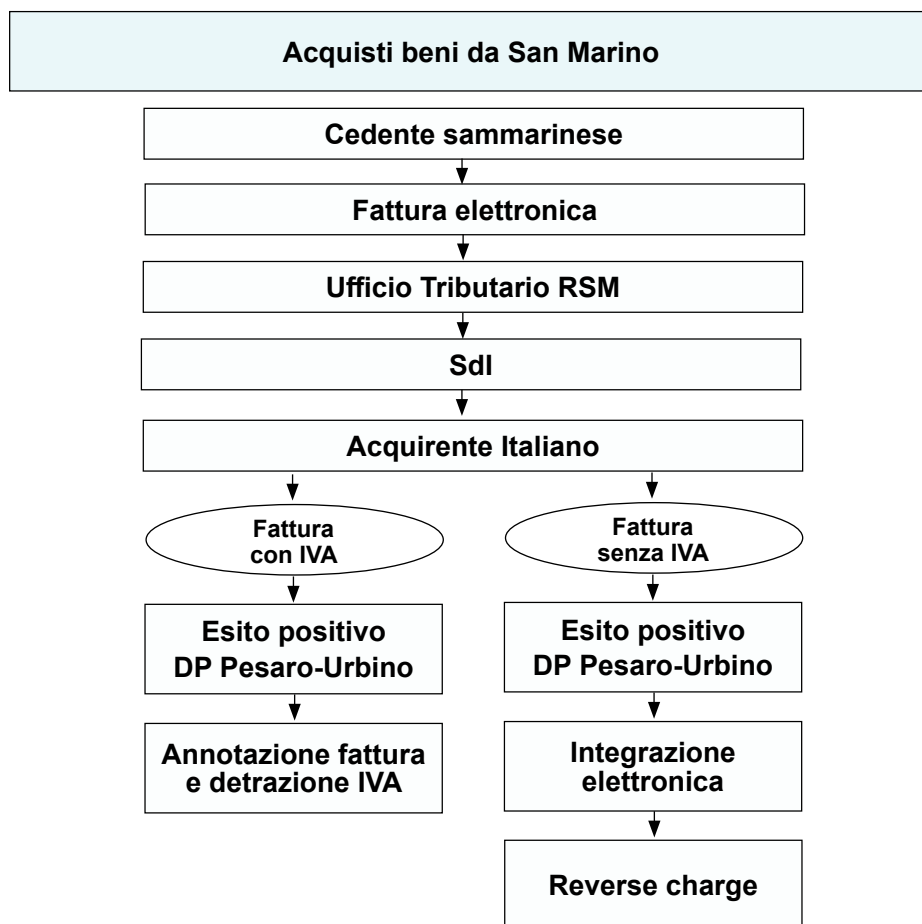 Acquisti beni da San Marino
Cedente sammarinese
Fattura elettronica
Ufficio Tributario RSM
SdI
Acquirente Italiano
Fattura
con IVA
Esito positivo
DP Pesaro-Urbino
Annotazione fattura
e detrazione IVA
Fattura
senza IVA
Esito positivo
DP Pesaro-Urbino
Integrazione
elettronica
Reverse charge